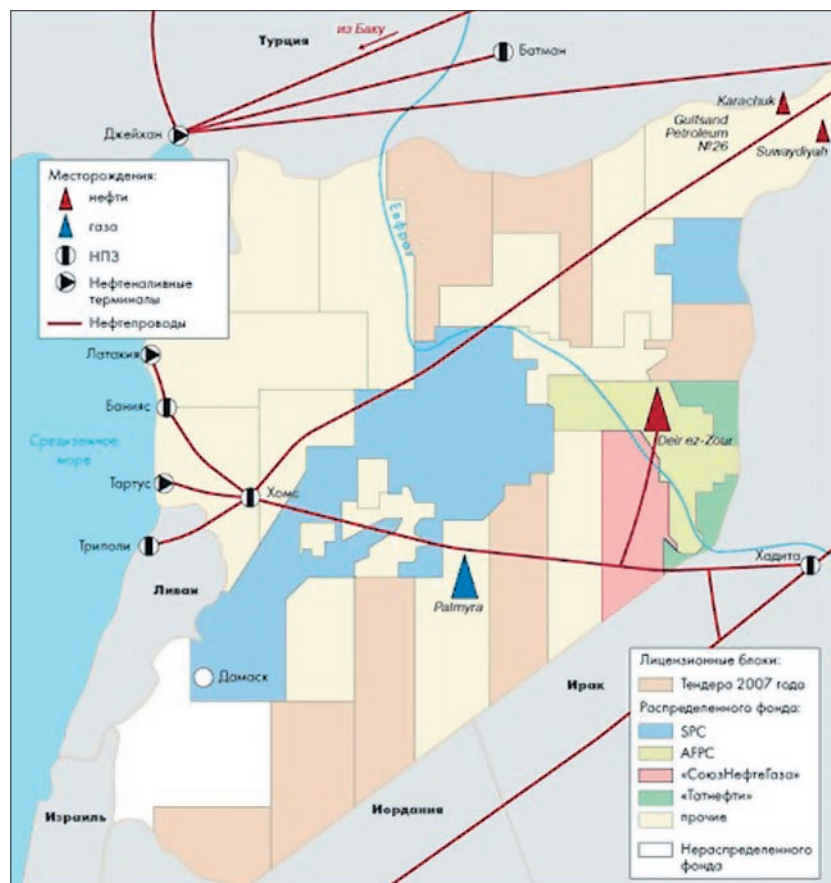 Турция
из Баку
Батман
Джейхан
Karachuk
Gulfsand
Petroleum
№26
Suwaydiyah
Месторождения:
нефти
газа
НПЗ
Нефтеналивные
терминалы
Нефтепроводы
Евфрат
Латакия
Банияс
Средиземное
море
Тартус
Хомс
Триполи
Ливан
Deir ez-Zour
Хадита
Palmyra
Дамаск
Ирак
Израиль
Иордания
Лицензионные блоки:
Тендера 2007 года
Распределенного фонда:
SPC
AFPC
«СоюзНефтеГаза»
«Татнефти»
прочие
Нераспределенного
фонда